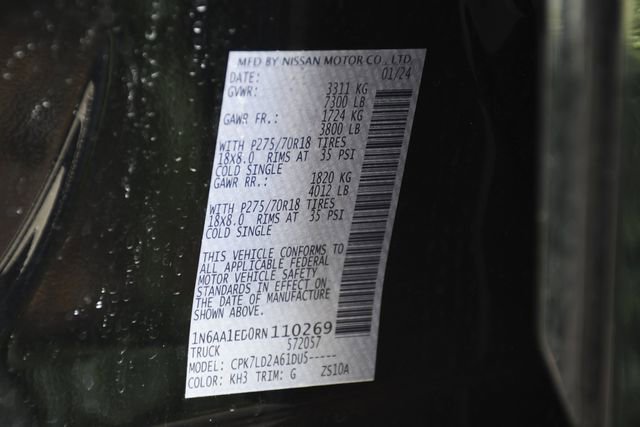 MFD BY NISSAN MOTOR CO., LTD.
DATE: 01/24
GVWR: 3311 KG
7300 LB
GAWR FR.: 1724 KG
3800 LB
WITH P275/70R18 TIRES
18X8.0 RIMS AT 35 PSI
COLD SINGLE
GAWR RR.: 1820 KG
4012 LB
WITH P275/70R18 TIRES
18X8.0 RIMS AT 35 PSI
COLD SINGLE
THIS VEHICLE CONFORMS TO
ALL APPLICABLE FEDERAL
MOTOR VEHICLE SAFETY
STANDARDS IN EFFECT ON
THE DATE OF MANUFACTURE
SHOWN ABOVE.
1N6AA1ED0RN110269
TRUCK 572057
MODEL: CPK7LD2A61DUS-----
COLOR: KH3 TRIM: G ZS10A